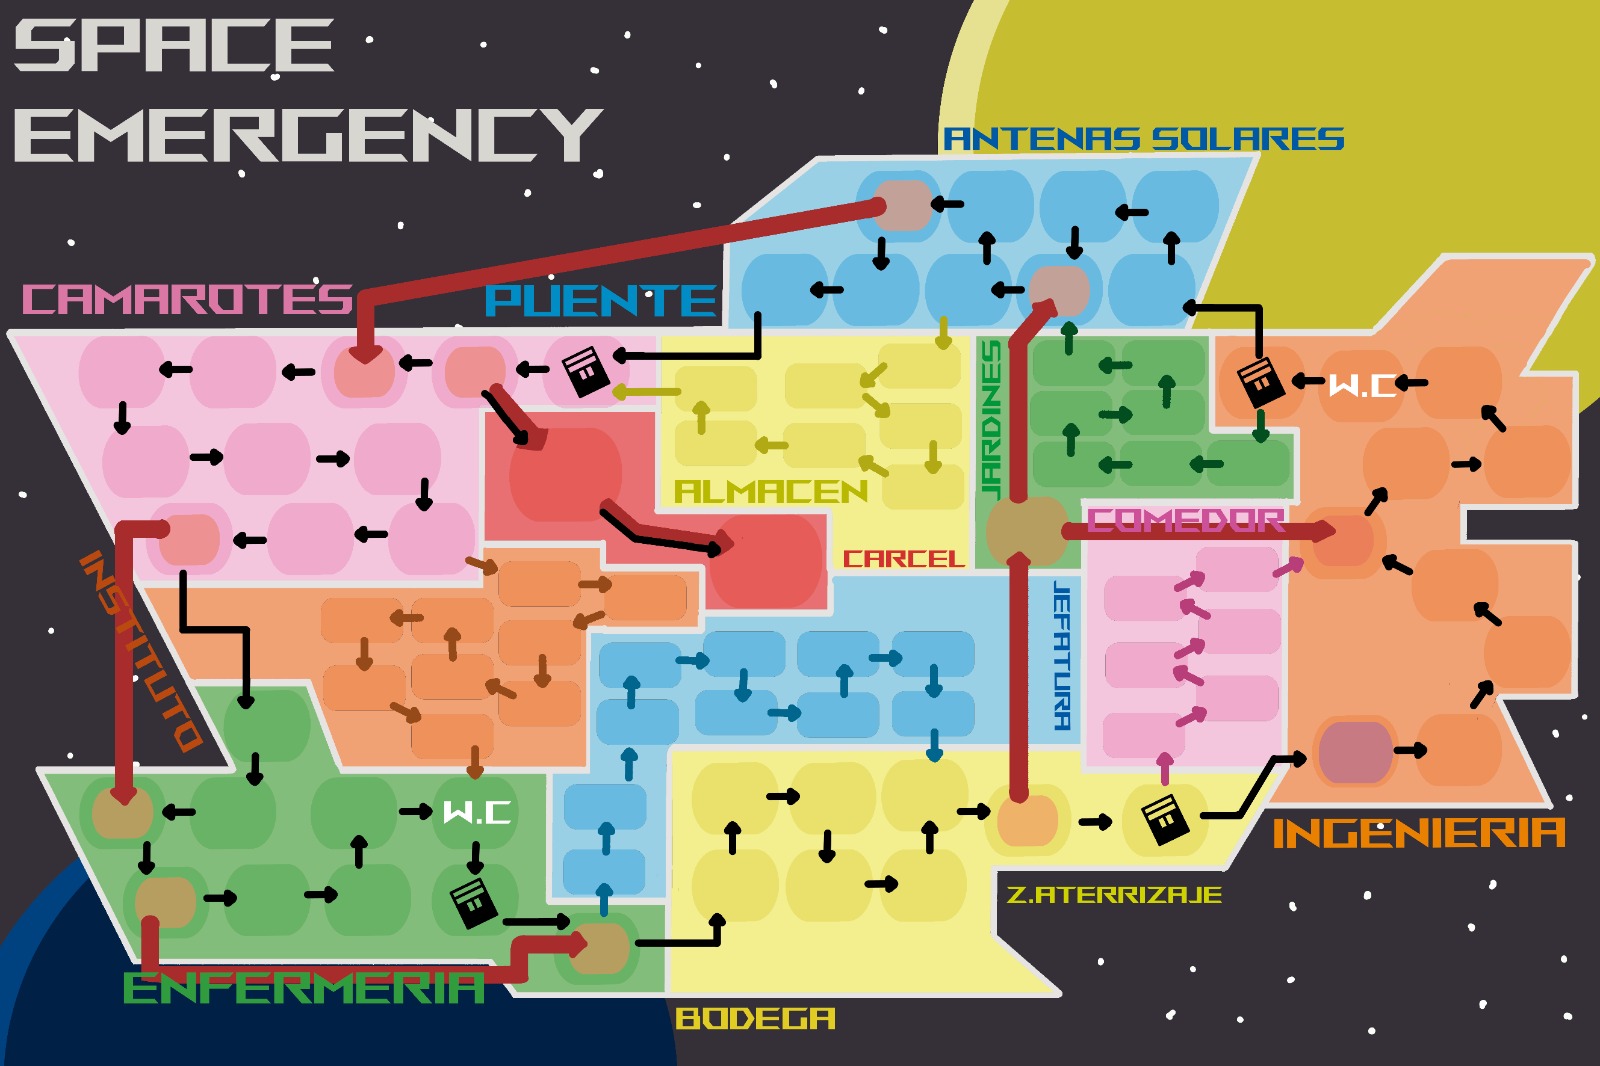 SPACE
EMERGENCY
ANTENAS SOLARES
CAMAROTES
PUENTE
JARDINES
W.C
ALMACEN
COMEDOR
CARCEL
INSTITUTO
JEFATURA
W.C
INGENIERIA
Z.ATERRIZAJE
ENFERMERIA
BODEGA